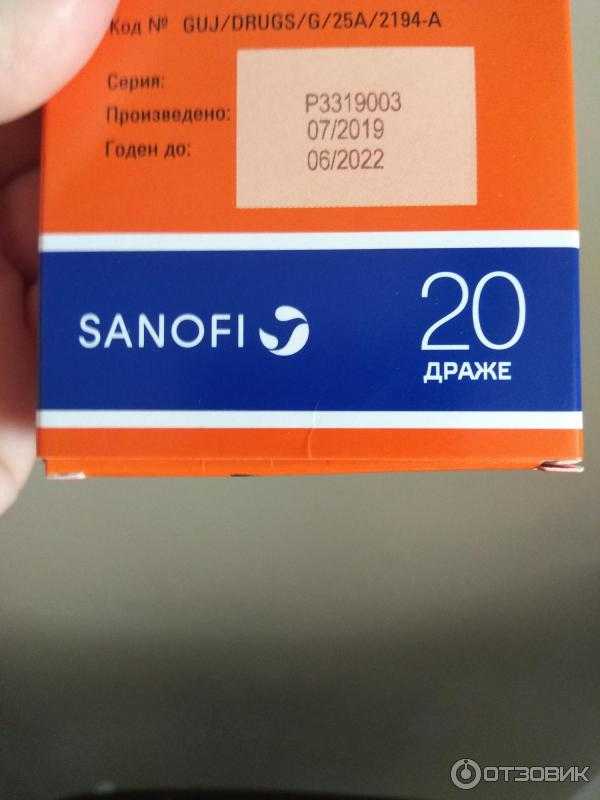 Код № GUJ/DRUGS/G/25A/2194-A
Серия: P3319003
Произведено: 07/2019
Годен до: 06/2022
SANOFI
20
ДРАЖЕ
ОТЗОВИК